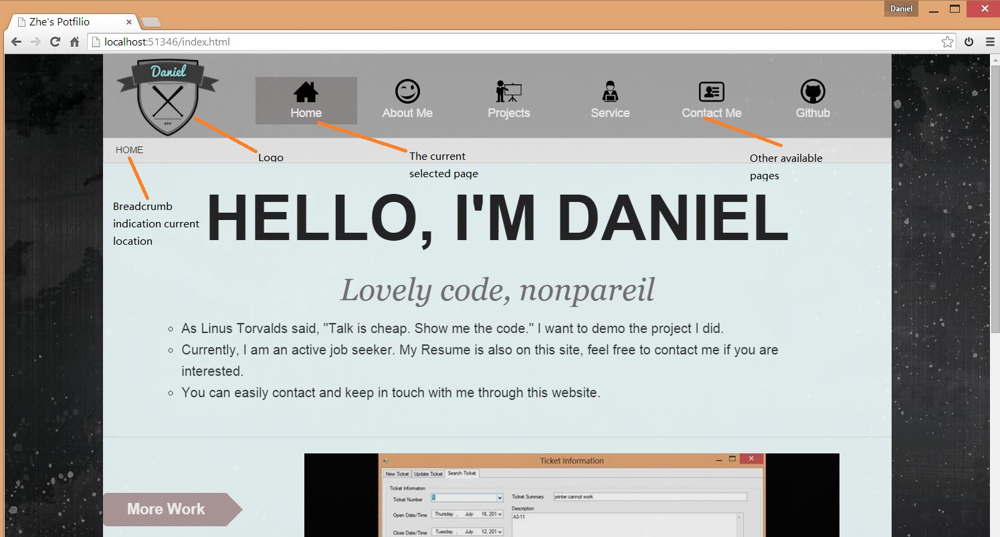 Daniel
Zhe's Potfilio
localhost:51346/index.html
Daniel
Home
About Me
Projects
Service
Contact Me
Github
HOME
Logo
The current
selected page
Other available
pages
Breadcrumb
indication current
location
HELLO, I'M DANIEL
Lovely code, nonpareil
As Linus Torvalds said, "Talk is cheap. Show me the code." I want to demo the project I did.
Currently, I am an active job seeker. My Resume is also on this site, feel free to contact me if you are
interested.
You can easily contact and keep in touch with me through this website.
More Work
Ticket Information
New Ticket
Update Ticket
Search Ticket
Ticket Information
Ticket Number
Ticket Summary
printer cannot work
Description
Open Date/Time
Thursday , July 16, 201
A3-11
Close Date/Time
Tuesday , July 12, 201